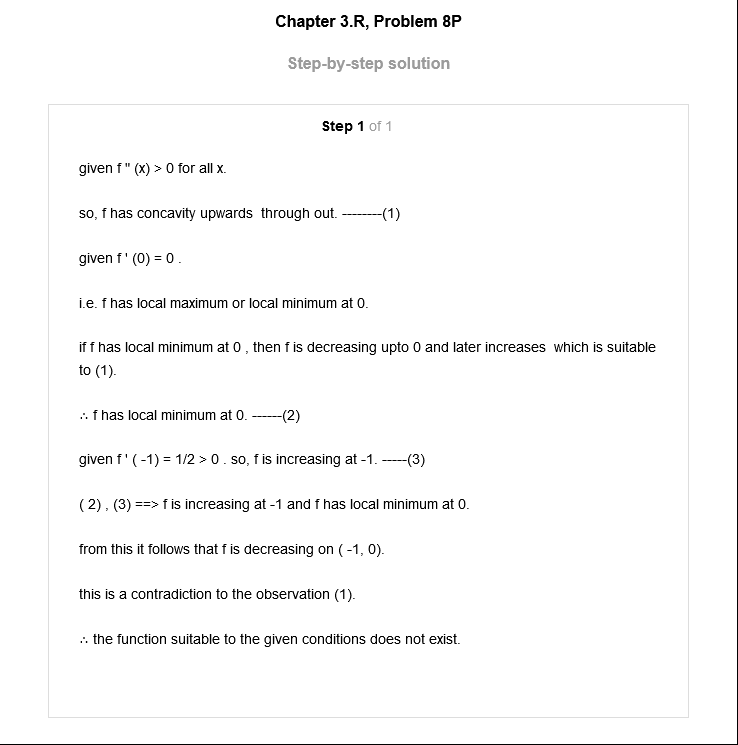 Chapter 3.R, Problem 8P
Step-by-step solution
Step 1 of 1
given f " (x) > 0 for all x.
so, f has concavity upwards  through out. --------(1)
given f ' (0) = 0 .
i.e. f has local maximum or local minimum at 0.
if f has local minimum at 0 , then f is decreasing upto 0 and later increases  which is suitable
to (1).
∴ f has local minimum at 0. ------(2)
given f ' ( -1) = 1/2 > 0 . so, f is increasing at -1. -----(3)
( 2) , (3) ==> f is increasing at -1 and f has local minimum at 0.
from this it follows that f is decreasing on ( -1, 0).
this is a contradiction to the observation (1).
∴ the function suitable to the given conditions does not exist.